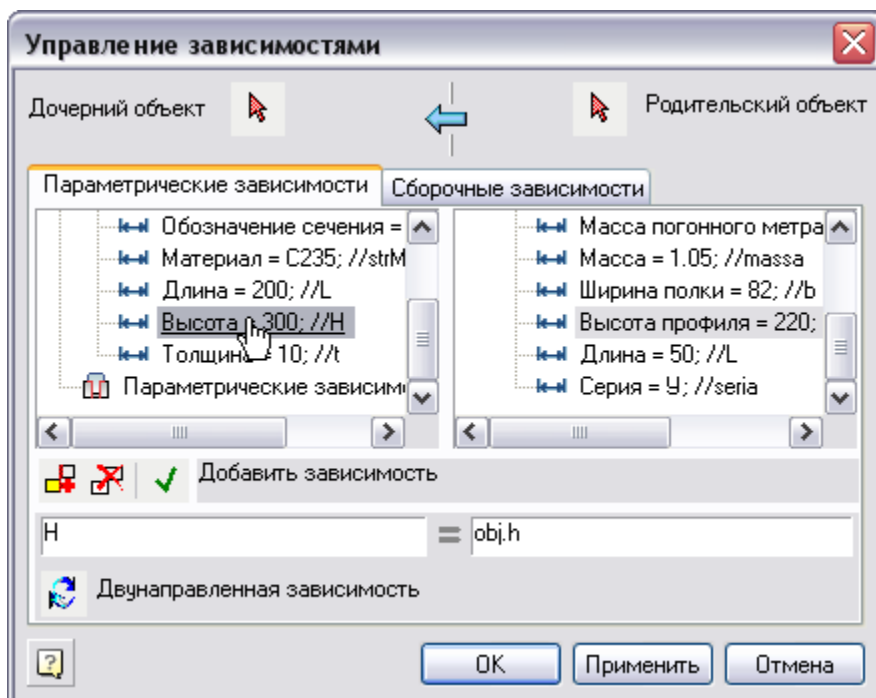 Управление зависимостями
Дочерний объект
Родительский объект
Параметрические зависимости
Сборочные зависимости
Обозначение сечения =
Материал = C235; //strM
Длина = 200; //L
Высота 300; //H
Толщина 10; //t
Параметрические зависим
Масса погонного метра
Масса = 1.05; //massa
Ширина полки = 82; //b
Высота профиля = 220;
Длина = 50; //L
Серия = У; //seria
Добавить зависимость
H = obj.h
Двунаправленная зависимость
?
OK
Применить
Отмена